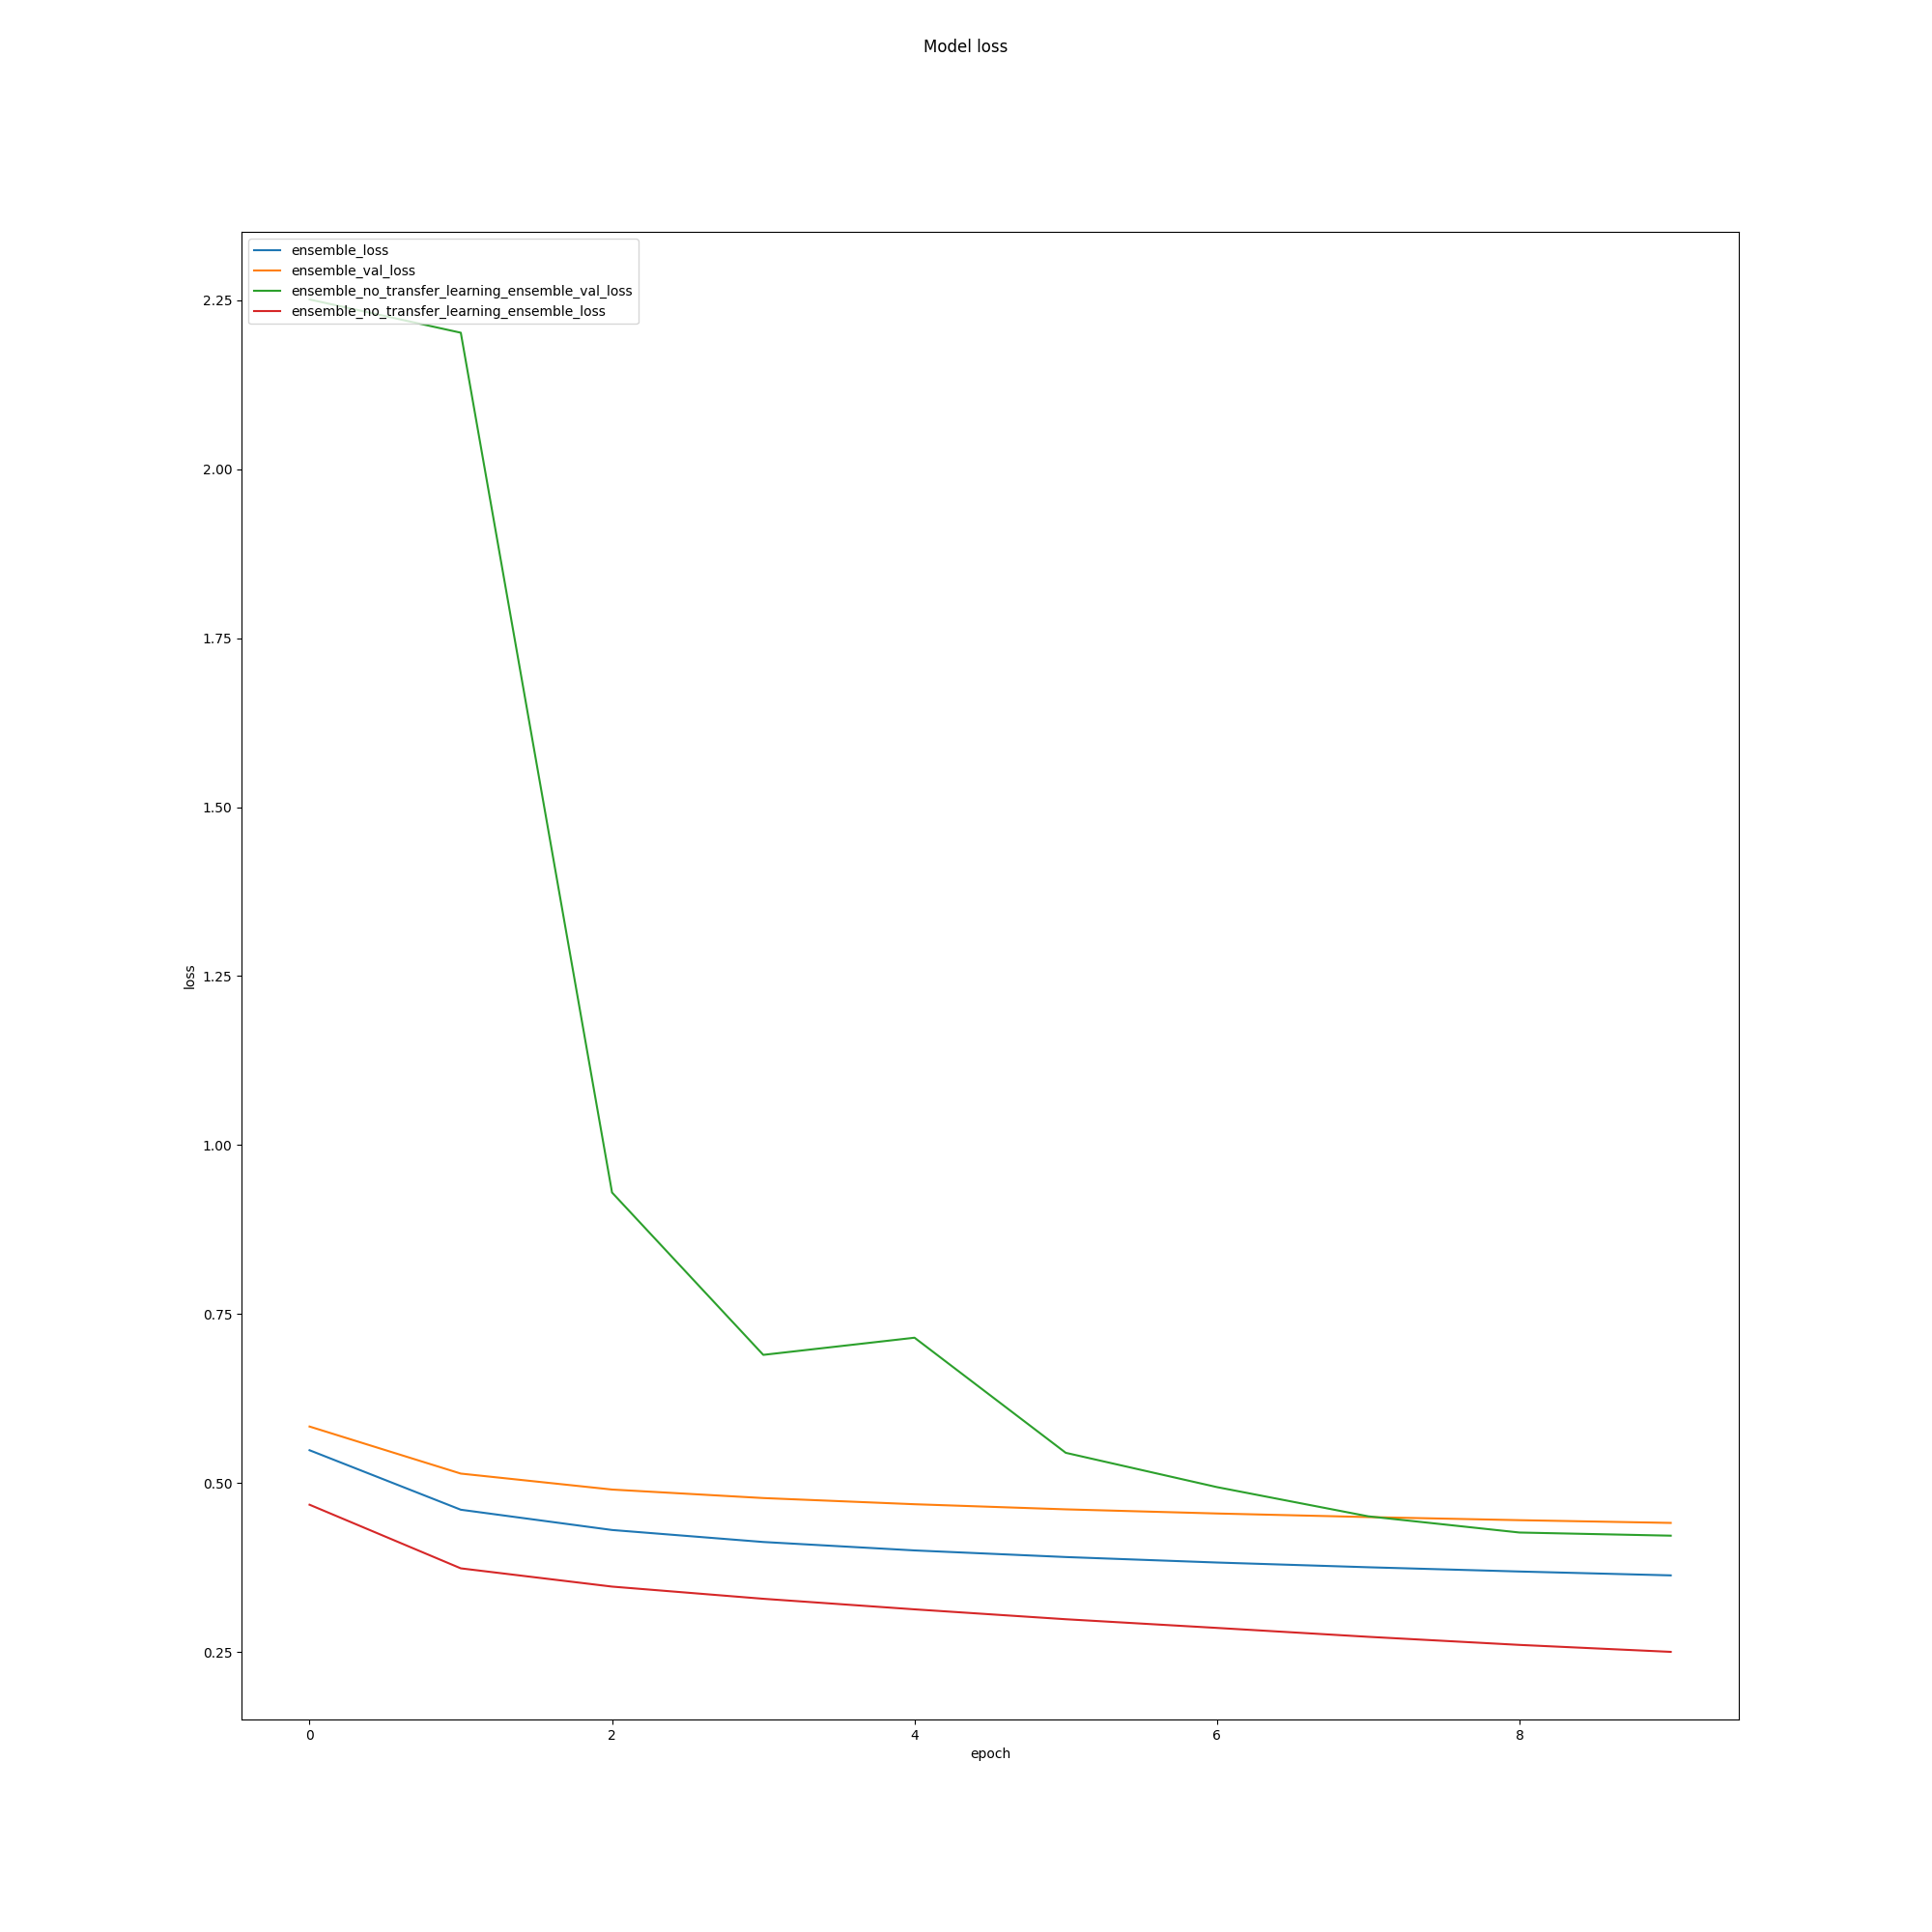 Model loss
ensemble_loss
ensemble_val_loss
ensemble_no_transfer_learning_ensemble_val_loss
ensemble_no_transfer_learning_ensemble_loss
2.25
2.00
1.75
1.50
1.25
1.00
0.75
0.50
0.25
loss
0 2 4 6 8
epoch